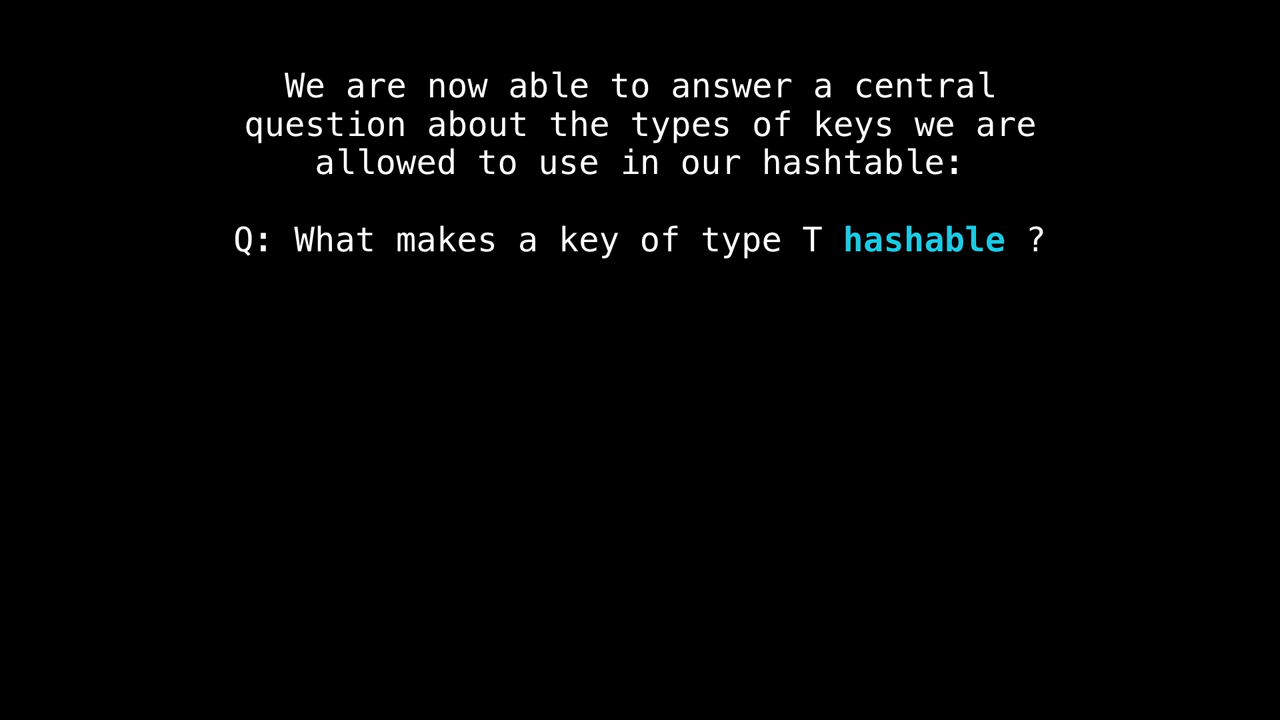 We are now able to answer a central
question about the types of keys we are
allowed to use in our hashtable:
Q: What makes a key of type T hashable ?